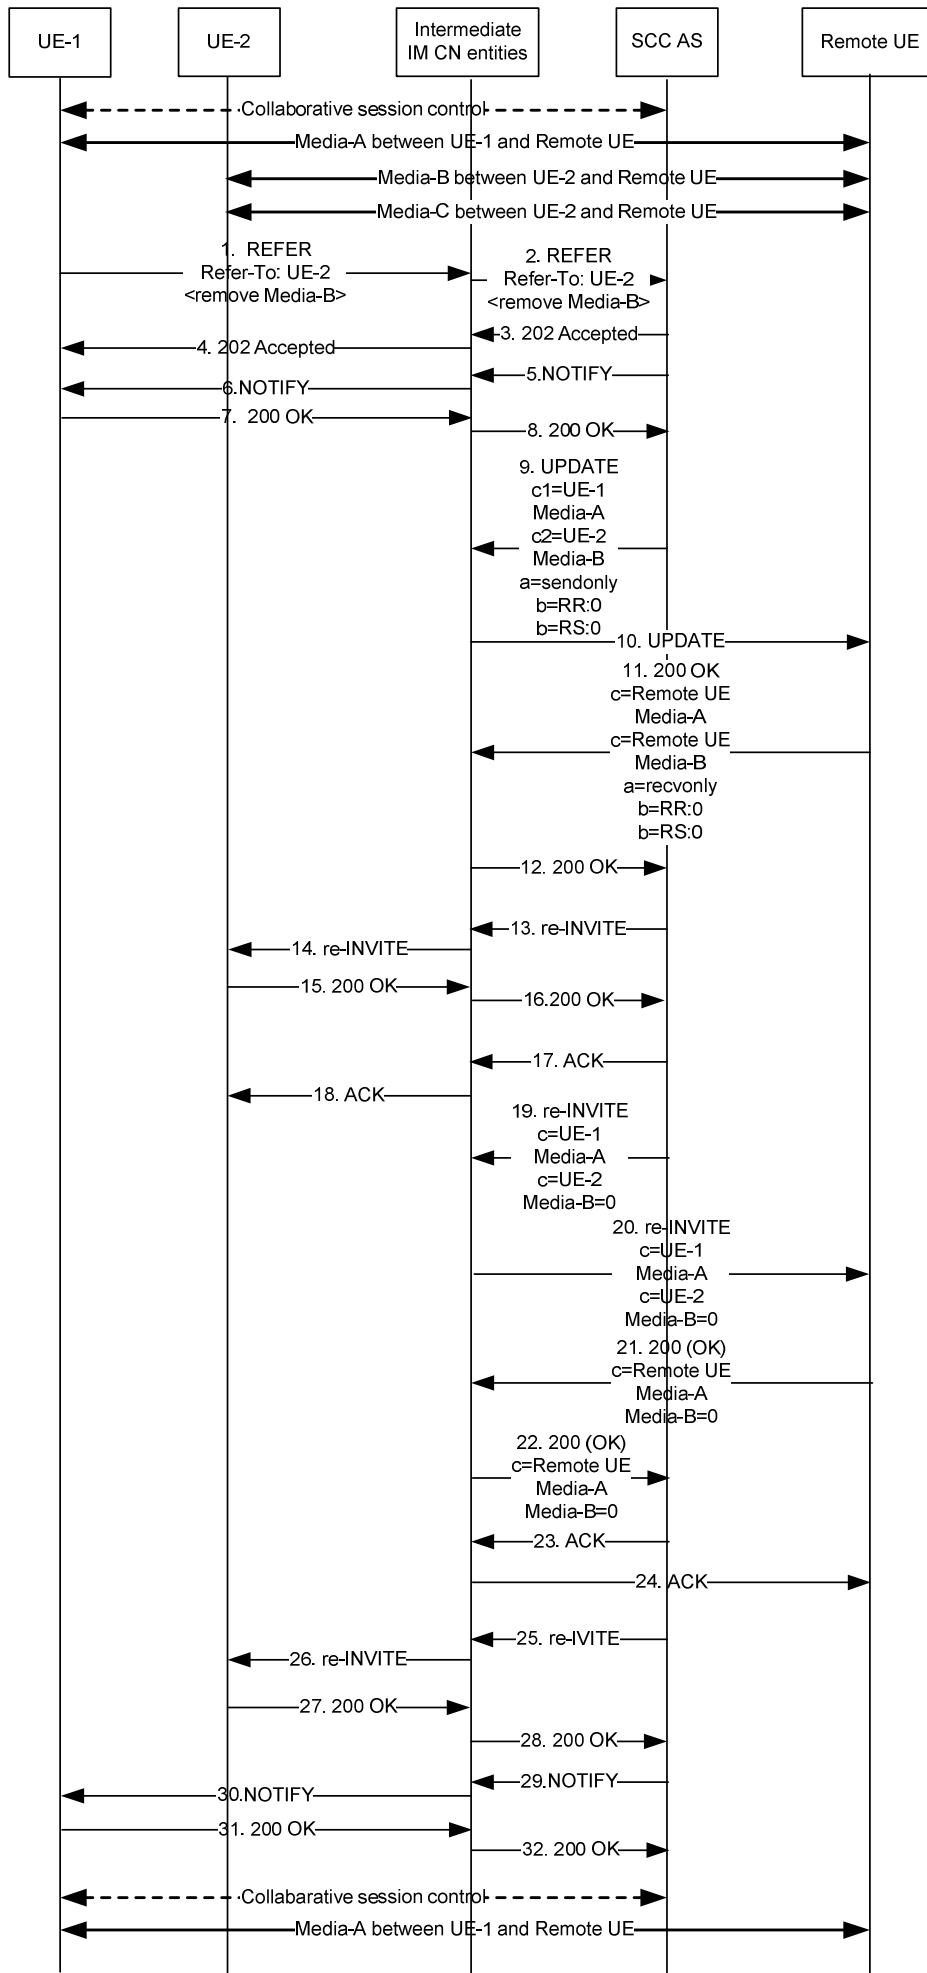 UE-1
UE-2
Intermediate
IM CN entities
SCC AS
Remote UE
Collaborative session control
Media-A between UE-1 and Remote UE
Media-B between UE-2 and Remote UE
Media-C between UE-2 and Remote UE
1. REFER
Refer-To: UE-2
<remove Media-B>
2. REFER
Refer-To: UE-2
<remove Media-B>
3. 202 Accepted
4. 202 Accepted
5.NOTIFY
6.NOTIFY
7. 200 OK
8. 200 OK
9. UPDATE
c1=UE-1
Media-A
c2=UE-2
Media-B
a=sendonly
b=RR:0
b=RS:0
10. UPDATE
11. 200 OK
c=Remote UE
Media-A
c=Remote UE
Media-B
a=recvonly
b=RR:0
b=RS:0
12. 200 OK
13. re-INVITE
14. re-INVITE
15. 200 OK
16.200 OK
17. ACK
18. ACK
19. re-INVITE
c=UE-1
Media-A
c=UE-2
Media-B=0
20. re-INVITE
c=UE-1
Media-A
c=UE-2
Media-B=0
21. 200 (OK)
c=Remote UE
Media-A
Media-B=0
22. 200 (OK)
c=Remote UE
Media-A
Media-B=0
23. ACK
24. ACK
25. re-IVITE
26. re-INVITE
27. 200 OK
28. 200 OK
29.NOTIFY
30.NOTIFY
31. 200 OK
32. 200 OK
Collabarative session control
Media-A between UE-1 and Remote UE